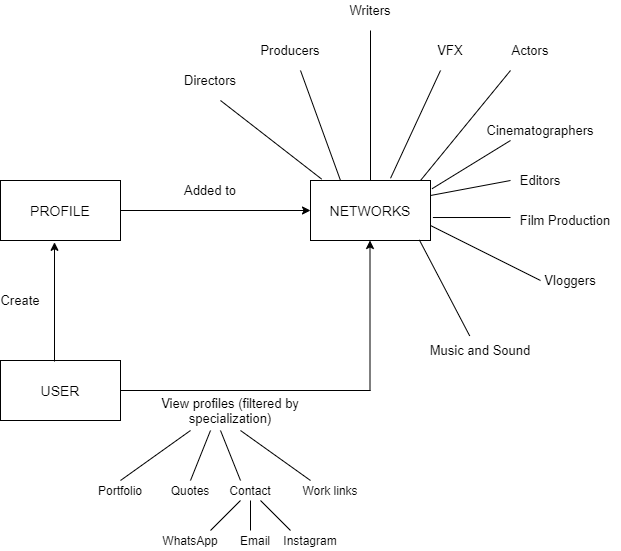 Writers
Producers
VFX
Actors
Directors
Cinematographers
Added to
Editors
PROFILE
NETWORKS
Film Production
Vloggers
Create
Music and Sound
USER
View profiles (filtered by
specialization)
Portfolio
Quotes
Contact
Work links
WhatsApp
Email
Instagram